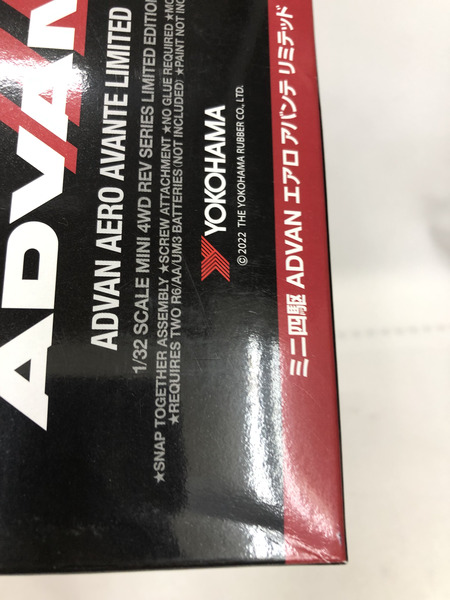 ADVAN
ADVAN AERO AVANTE LIMITED
1/32 SCALE MINI 4WD REV SERIES LIMITED EDITION
★SNAP TOGETHER ASSEMBLY ★SCREW ATTACHMENT ★NO GLUE REQUIRED
★REQUIRES TWO R6/AA/UM3 BATTERIES (NOT INCLUDED) ★PAINT NOT
YOKOHAMA
©2022 THE YOKOHAMA RUBBER CO., LTD.
ミニ四駆 ADVAN エアロ アバンテ リミテッド